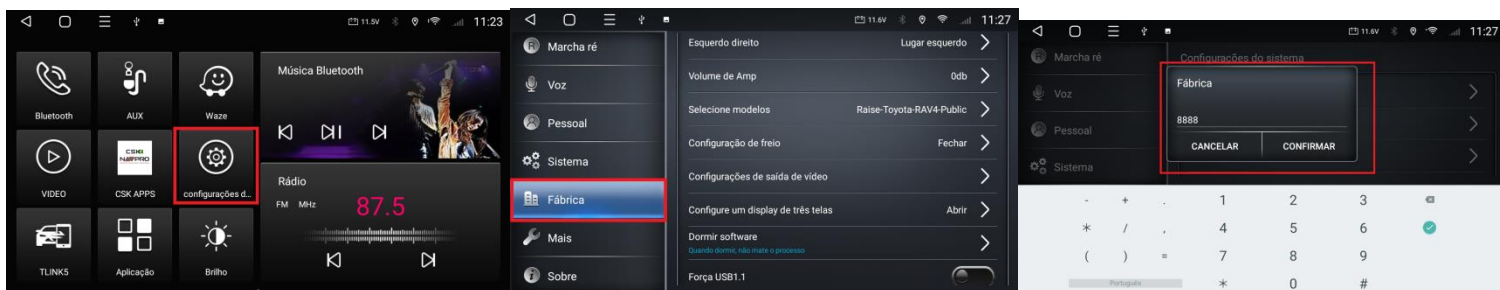 11.5V 11:23
Bluetooth
AUX
Waze
Música Bluetooth
VIDEO
CSK
NAVPRO
CSK APPS
configurações d...
Rádio
FM MHz 87.5
TLINK5
Aplicação
Brilho
11.6V 11:27
Marcha ré
Voz
Pessoal
Sistema
Fábrica
Mais
Sobre
Esquerdo direito Lugar esquerdo
Volume de Amp 0db
Selecione modelos Raise-Toyota-RAV4-Public
Configuração de freio Fechar
Configurações de saída de vídeo
Configure um display de três telas Abrir
Dormir software
Quando dormir, não mate o processo
Força USB1.1
11.6V 11:27
Marcha ré
Voz
Pessoal
Sistema
Configurações do sistema
Fábrica
8888
CANCELAR CONFIRMAR
- + . 1 2 3
* / , 4 5 6
( ) = 7 8 9
Português * 0 #